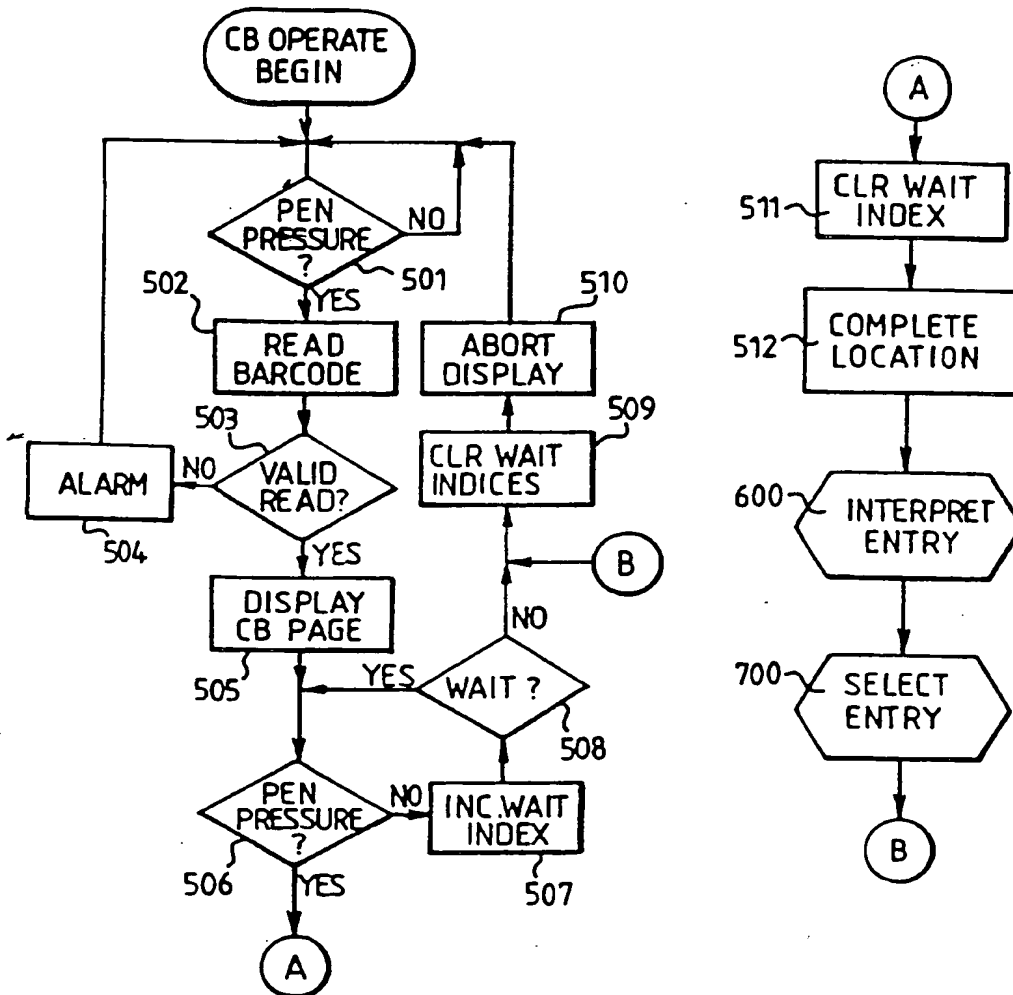 CB OPERATE
BEGIN
PEN
PRESSURE
?
NO
501
YES
502
READ
BARCODE
503
VALID
READ?
NO
ALARM
504
YES
DISPLAY
CB PAGE
505
PEN
PRESSURE
?
506
NO
YES
A
INC.WAIT
INDEX
507
WAIT ?
508
YES
NO
B
CLR WAIT
INDICES
509
ABORT
DISPLAY
510
A
CLR WAIT
INDEX
511
COMPLETE
LOCATION
512
INTERPRET
ENTRY
600
SELECT
ENTRY
700
B